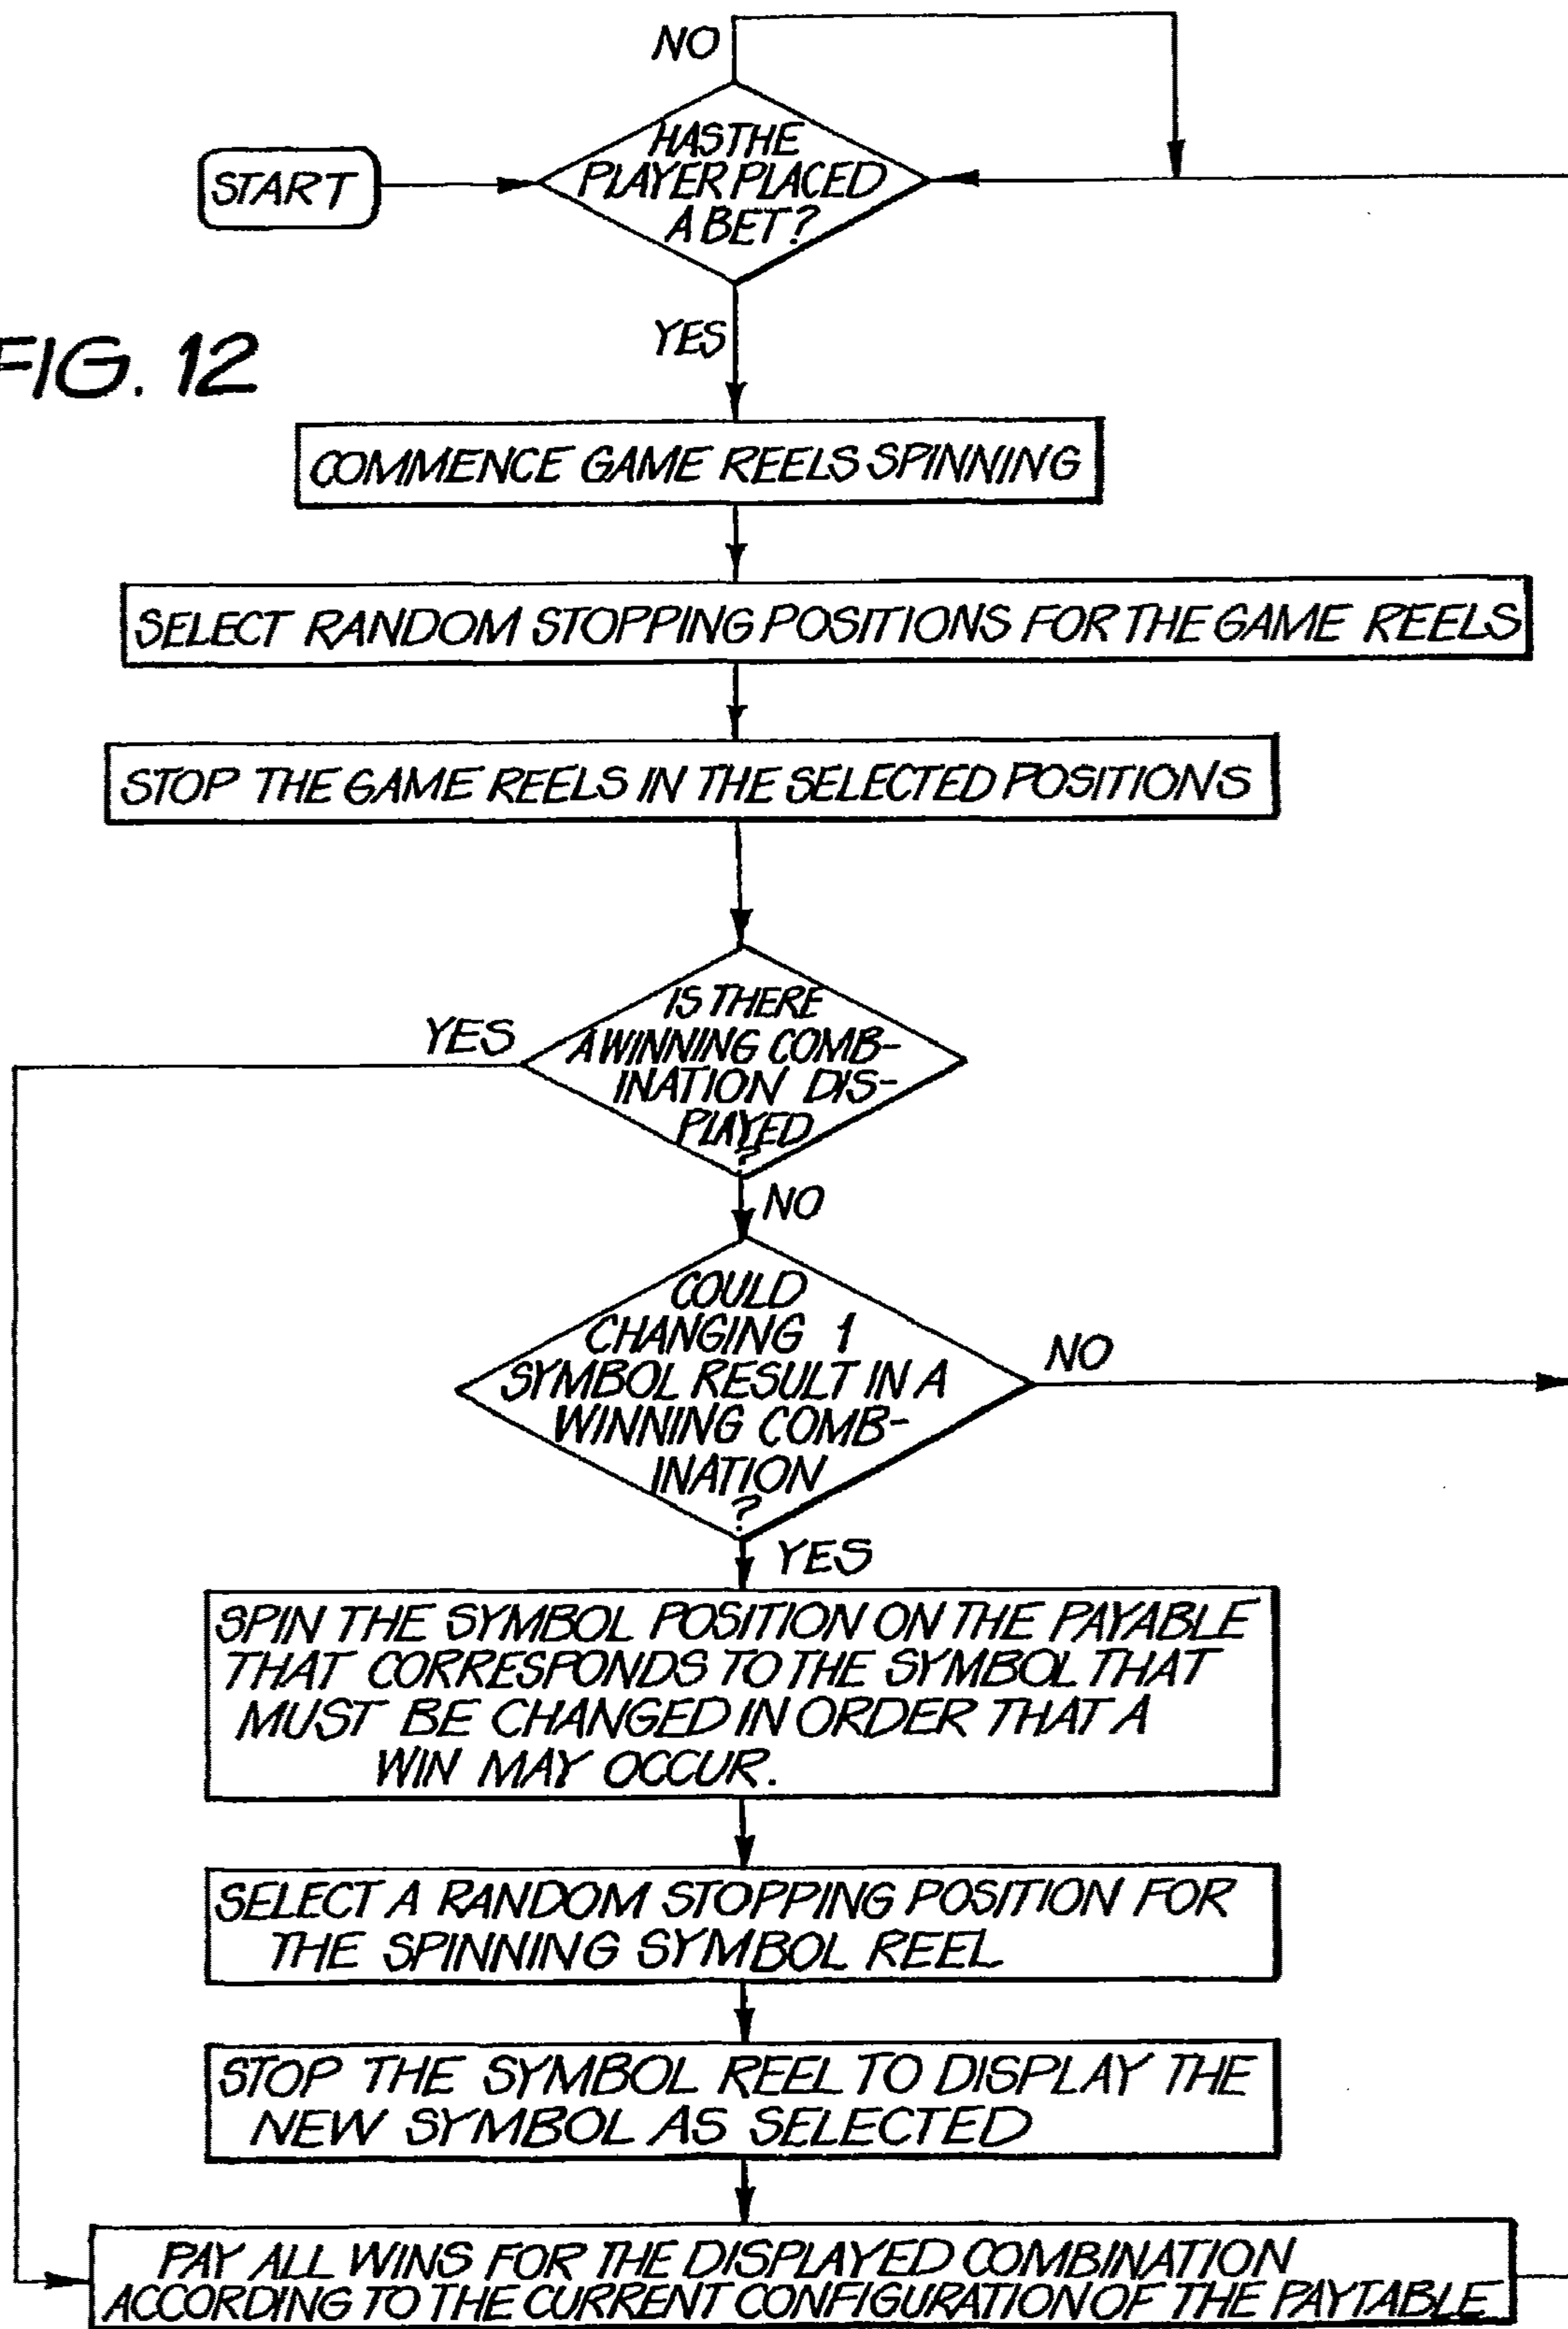 NO
HAS THE
PLAYER PLACED
A BET?
START
YES
FIG. 12
COMMENCE GAME REELS SPINNING
SELECT RANDOM STOPPING POSITIONS FOR THE GAME REELS
STOP THE GAME REELS IN THE SELECTED POSITIONS
IS THERE
A WINNING COMB-
INATION DIS-
PLAYED
?
YES
NO
COULD
CHANGING 1
SYMBOL RESULT IN A
WINNING COMB-
INATION
?
NO
YES
SPIN THE SYMBOL POSITION ON THE PAYABLE
THAT CORRESPONDS TO THE SYMBOL THAT
MUST BE CHANGED IN ORDER THAT A
WIN MAY OCCUR.
SELECT A RANDOM STOPPING POSITION FOR
THE SPINNING SYMBOL REEL
STOP THE SYMBOL REEL TO DISPLAY THE
NEW SYMBOL AS SELECTED
PAY ALL WINS FOR THE DISPLAYED COMBINATION
ACCORDING TO THE CURRENT CONFIGURATION OF THE PAYTABLE